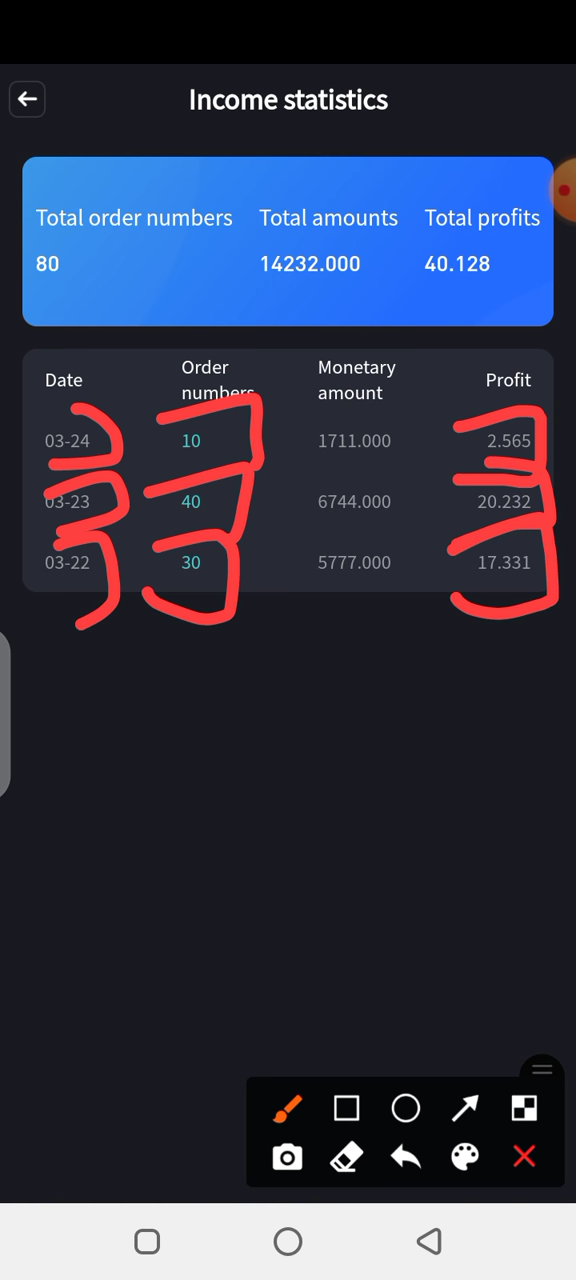 Income statistics
Total order numbers Total amounts Total profits
80 14232.000 40.128
Date Order numbers Monetary amount Profit
03-24 10 1711.000 2.565
03-23 40 6744.000 20.232
03-22 30 5777.000 17.331